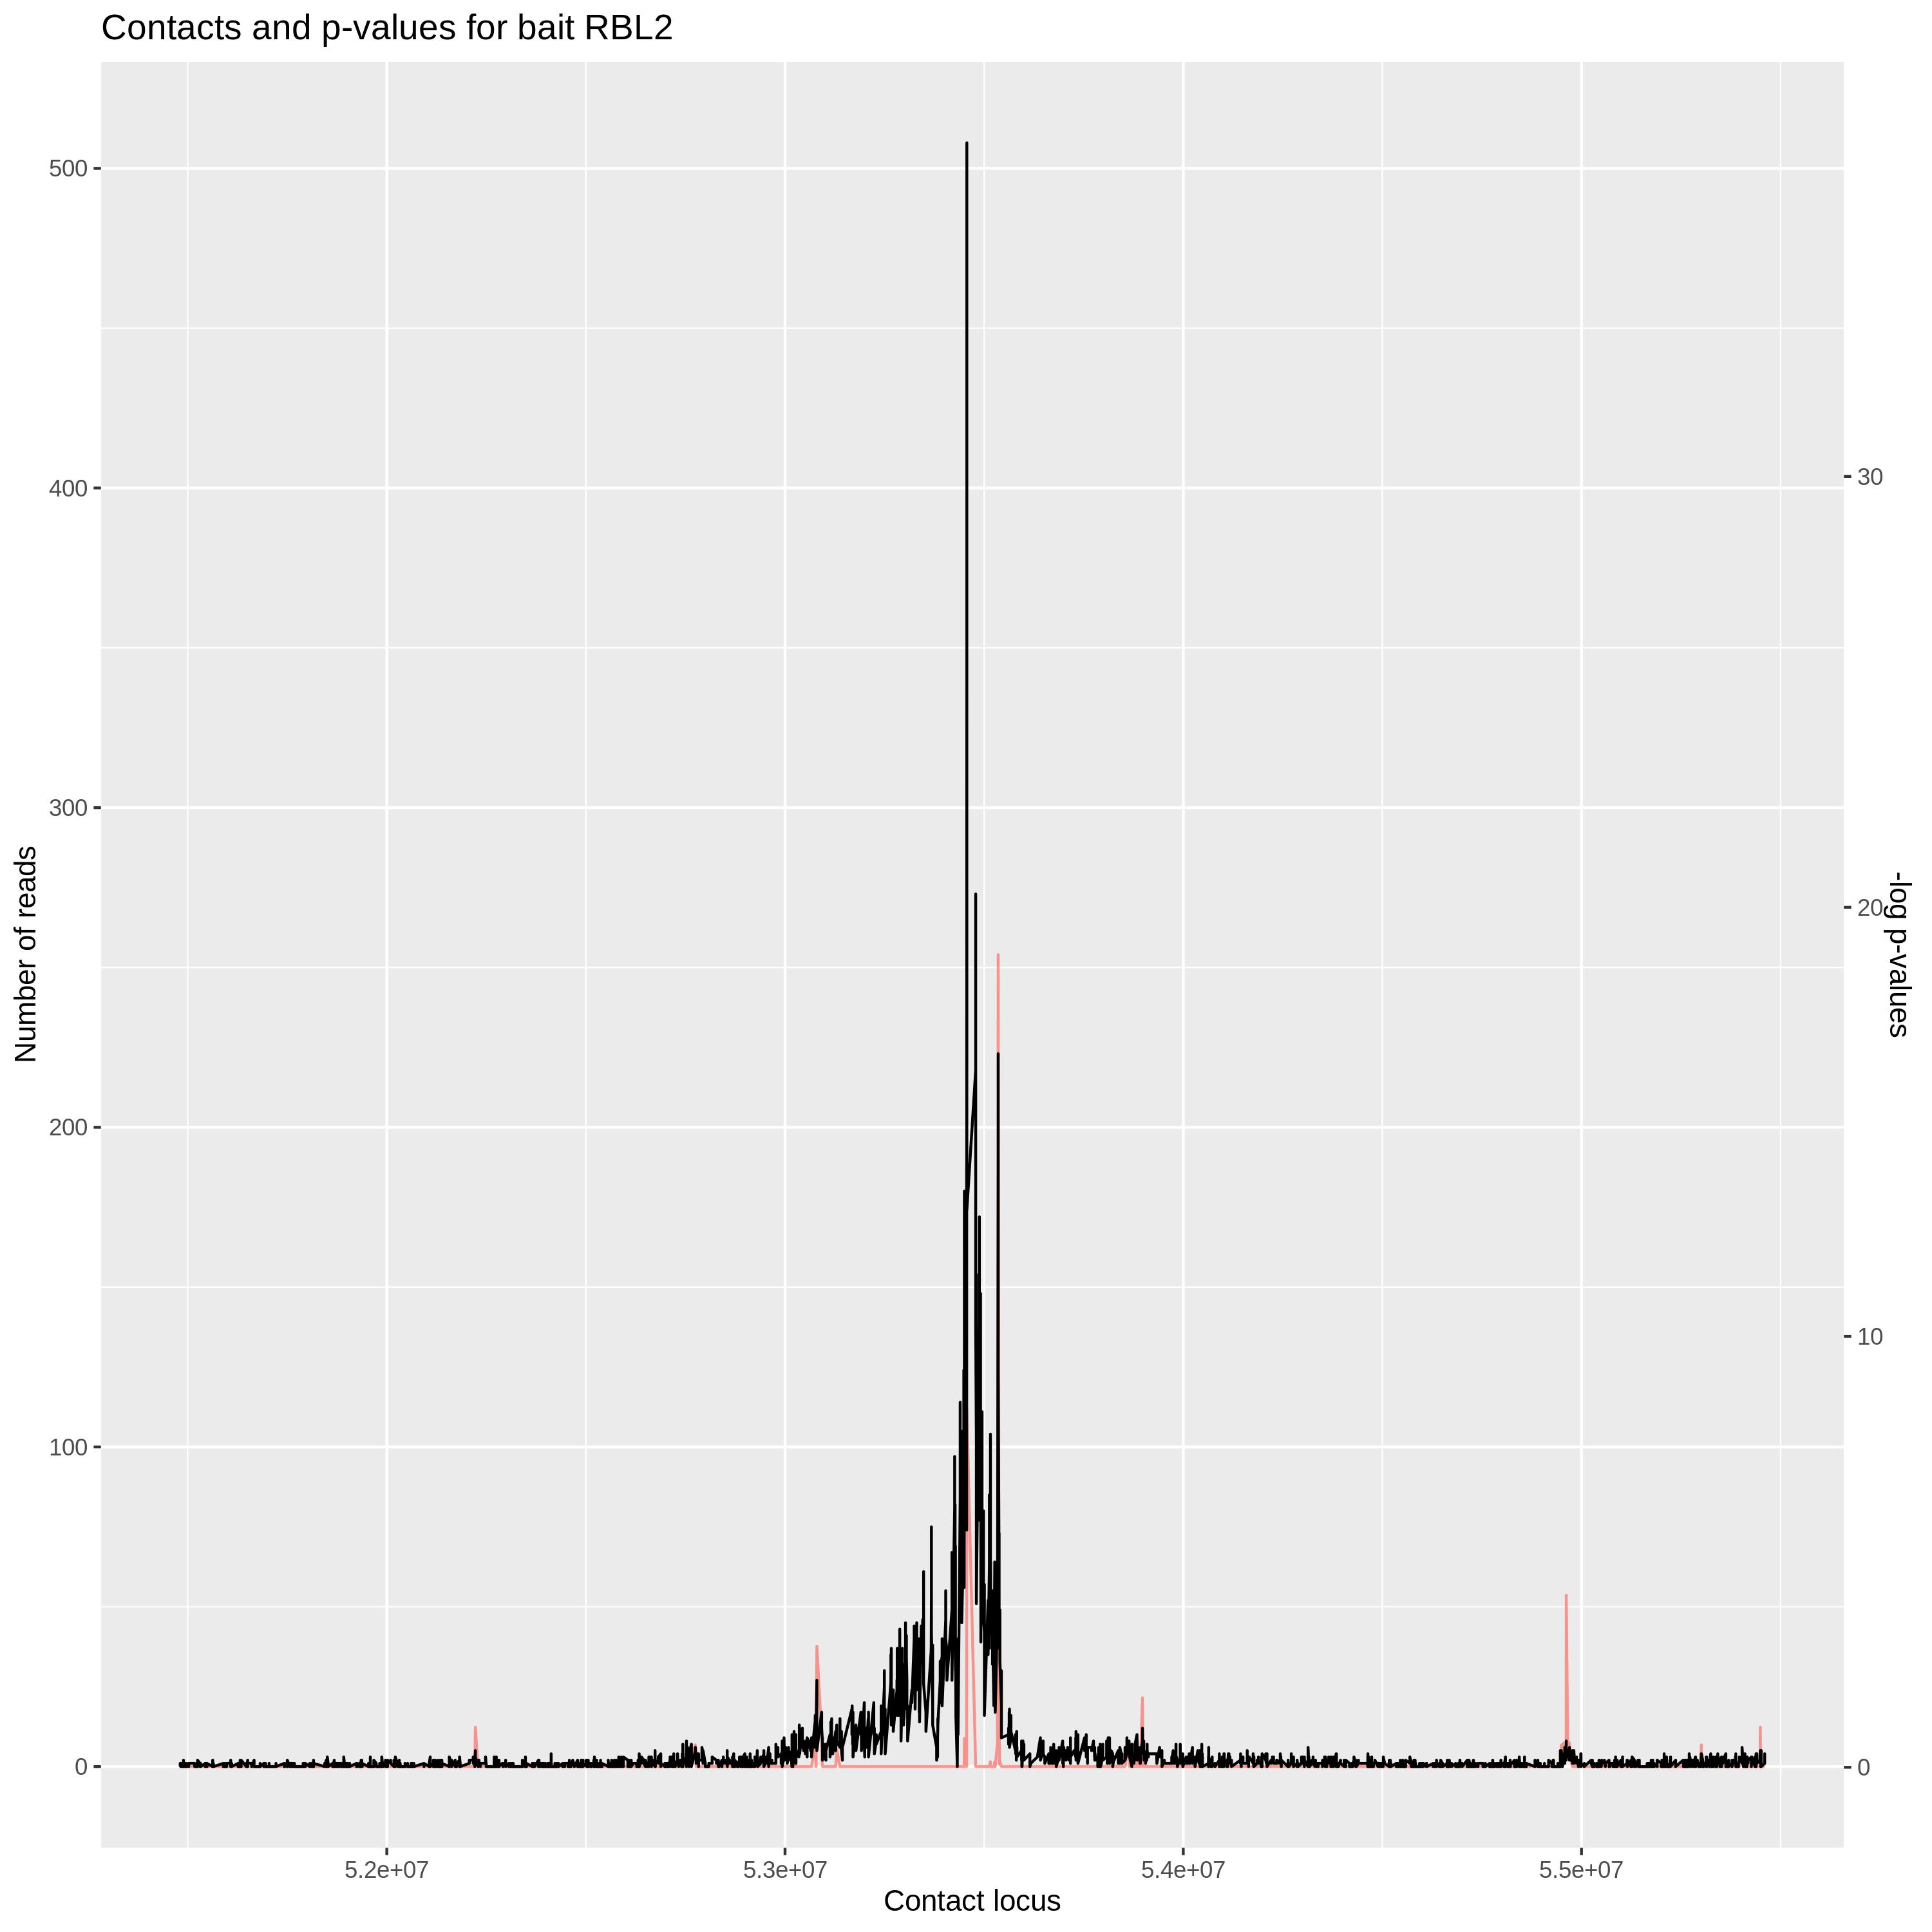 Contacts and p-values for bait RBL2
500
400
300
200
100
0
Number of reads
30
20
10
0
-log p-values
5.2e+07
5.3e+07
5.4e+07
5.5e+07
Contact locus